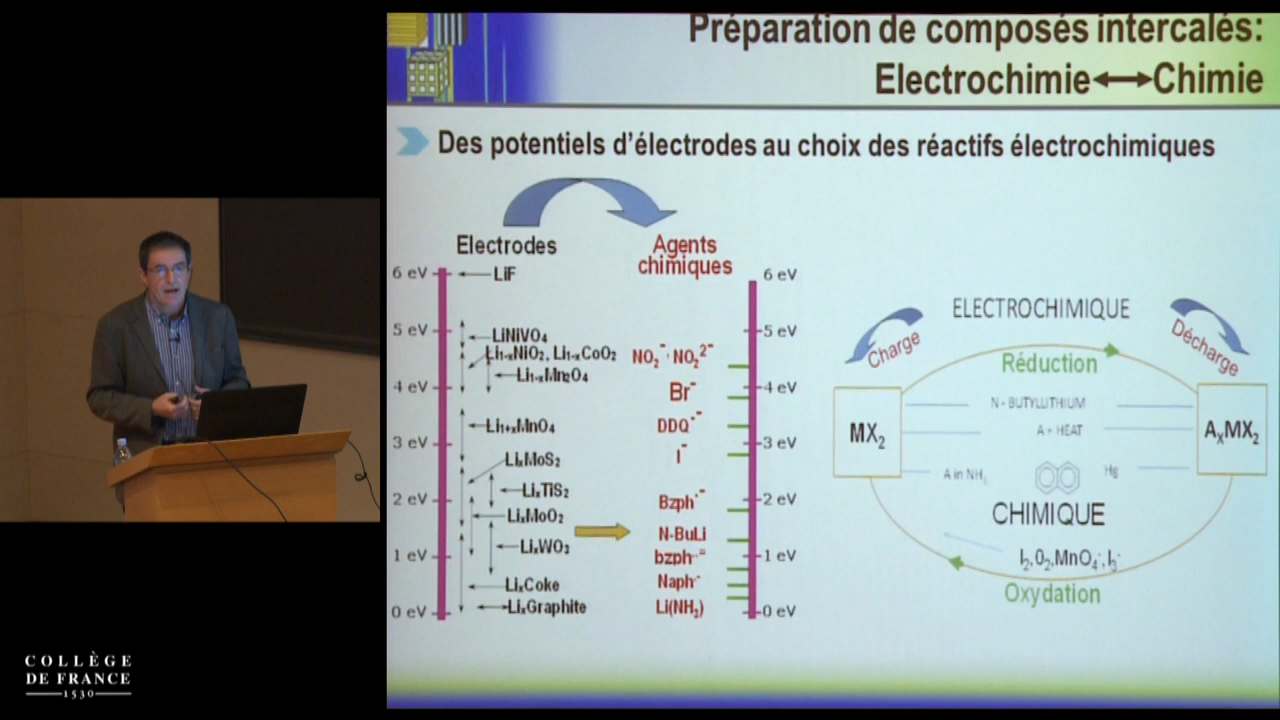 Préparation de composés intercalés:
Electrochimie↔Chimie
Des potentiels d'électrodes au choix des réactifs électrochimiques
Electrodes
6 eV
LiF
5 eV
LiNiVO₄
Li₁₋ₓNiO₂, Li₁₋ₓCoO₂
Li₁₋ₓMn₂O₄
4 eV
Li₁₊ₓMnO₄
3 eV
LiₓMoS₂
LiₓTiS₂
2 eV
LiₓMoO₂
LiₓWO₃
1 eV
LiₓCoke
LiₓGraphite
0 eV
Agents
chimiques
NO₂⁻, NO₂²⁻
Br⁻
DDQ·⁻
I⁻
Bzph·⁻
N-BuLi
bzph·⁻⁼
Naph·⁻
Li(NH₃)
6 eV
5 eV
4 eV
3 eV
2 eV
1 eV
0 eV
ELECTROCHIMIQUE
Charge
Décharge
Réduction
MX₂
AₓMX₂
N - BUTYLLITHIUM
A + HEAT
A in NH₃
Hg
CHIMIQUE
I₂,O₂,MnO₄⁻,I₃⁻
Oxydation
COLLÈGE
DE FRANCE
1530